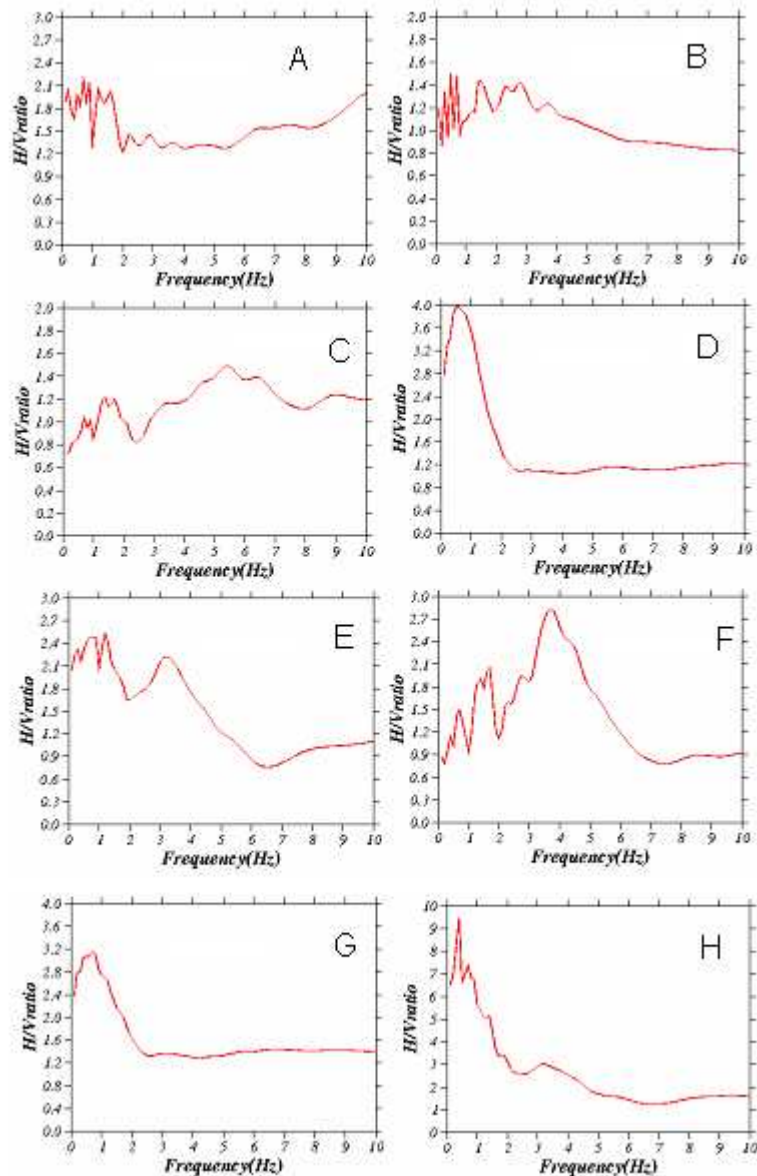 A
H/Vratio
3.0
2.7
2.4
2.1
1.8
1.5
1.2
0.9
0.6
0.3
0.0
0 1 2 3 4 5 6 7 8 9 10
Frequency(Hz)
B
H/Vratio
2.0
1.8
1.6
1.4
1.2
1.0
0.8
0.6
0.4
0.2
0.0
0 1 2 3 4 5 6 7 8 9 10
Frequency(Hz)
C
H/Vratio
2.0
1.8
1.6
1.4
1.2
1.0
0.8
0.6
0.4
0.2
0.0
0 1 2 3 4 5 6 7 8 9 10
Frequency(Hz)
D
H/Vratio
4.0
3.6
3.2
2.8
2.4
2.0
1.6
1.2
0.8
0.4
0.0
0 1 2 3 4 5 6 7 8 9 10
Frequency(Hz)
E
H/Vratio
3.0
2.7
2.4
2.1
1.8
1.5
1.2
0.9
0.6
0.3
0.0
0 1 2 3 4 5 6 7 8 9 10
Frequency(Hz)
F
H/Vratio
3.0
2.7
2.4
2.1
1.8
1.5
1.2
0.9
0.6
0.3
0.0
0 1 2 3 4 5 6 7 8 9 10
Frequency(Hz)
G
H/Vratio
4.0
3.6
3.2
2.8
2.4
2.0
1.6
1.2
0.8
0.4
0.0
0 1 2 3 4 5 6 7 8 9 10
Frequency(Hz)
H
H/Vratio
10
9
8
7
6
5
4
3
2
1
0
0 1 2 3 4 5 6 7 8 9 10
Frequency(Hz)